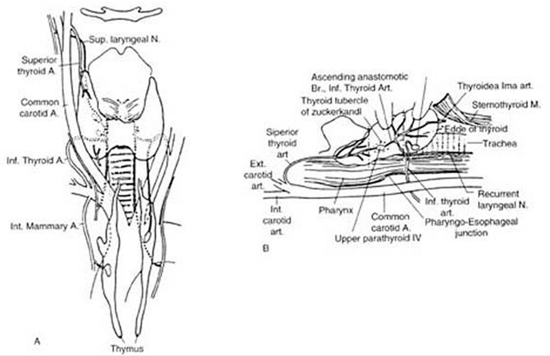 Sup. laryngeal N.
Superior
thyroid A.
Common
carotid A.
Inf. Thyroid A.
Int. Mammary A.
A
Thymus
Ascending anastomotic
Br., Inf. Thyroid Art.
Thyroid tubercle
of zuckerkandl
Siperior
thyroid
art
Ext.
carotid
art.
Int
carotid
art.
B
Pharynx
Common
carotid A.
Upper parathyroid IV
Inf. thyroid
art.
Pharyngo-Esophageal
junction
Recurrent
laryngeal N.
Trachea
Edde of thyroid
Sternothyroid M.
Thyroidea Ima art.